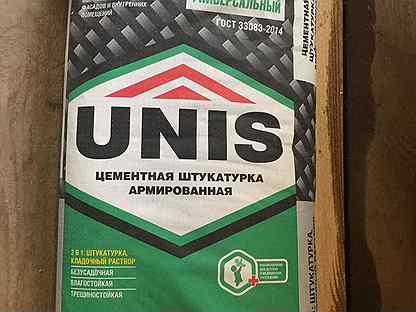 ФАСАДОВ И ВНУТРЕННИХ
ПОМЕЩЕНИЙ
УНИВЕРСАЛЬНЫЙ
ГОСТ 33083-2014
UNIS
ЦЕМЕНТНАЯ ШТУКАТУРКА
АРМИРОВАННАЯ
2 В 1. ШТУКАТУРКА,
КЛАДОЧНЫЙ РАСТВОР
БЕЗУСАДОЧНАЯ
ВЛАГОСТОЙКАЯ
ТРЕЩИНОСТОЙКАЯ
ЦЕМЕНТНАЯ
ШТУКАТУРКА
ШТУКАТУРКА,